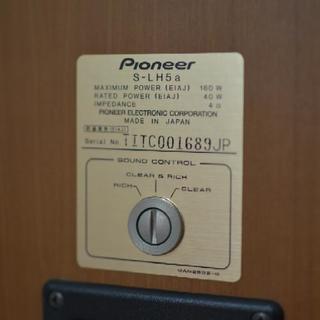 Pioneer
S-LH5a
MAXIMUM POWER (EIAJ) 160 W
RATED POWER (EIAJ) 40 W
IMPEDANCE 4 Ω
PIONEER ELECTRONIC CORPORATION
MADE IN JAPAN
Serial No. IITC001689JP
SOUND CONTROL
CLEAR & RICH
RICH
CLEAR